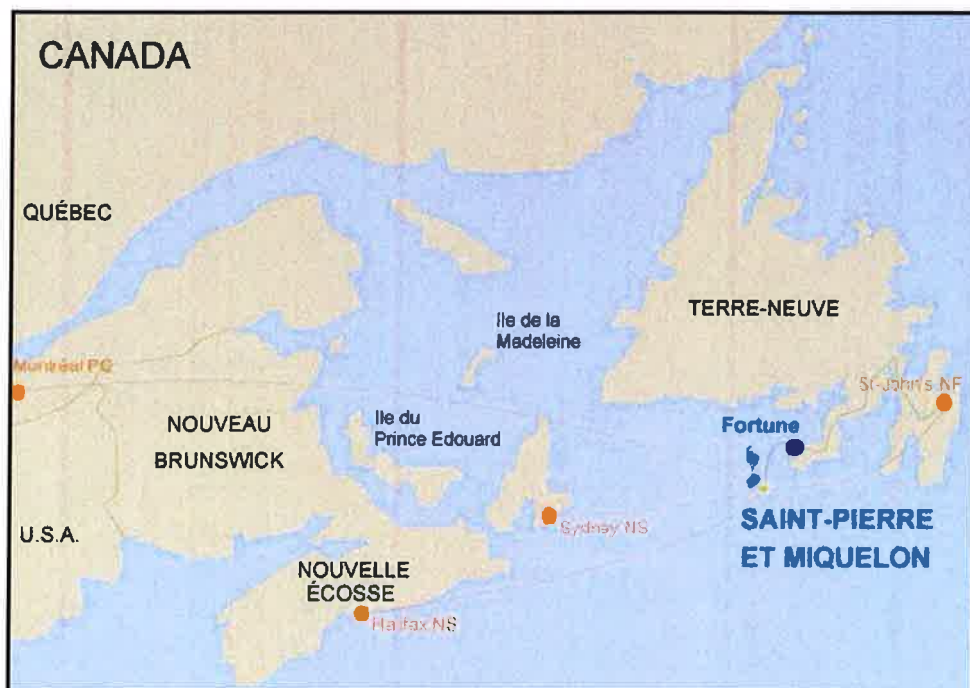 CANADA
QUÉBEC
TERRE-NEUVE
Ile de la
Madeleine
Montréal PQ
St-John's NF
Ile du
Prince Edouard
Fortune
NOUVEAU
BRUNSWICK
U.S.A.
Sydney NS
SAINT-PIERRE
ET MIQUELON
NOUVELLE
ÉCOSSE
Halifax NS